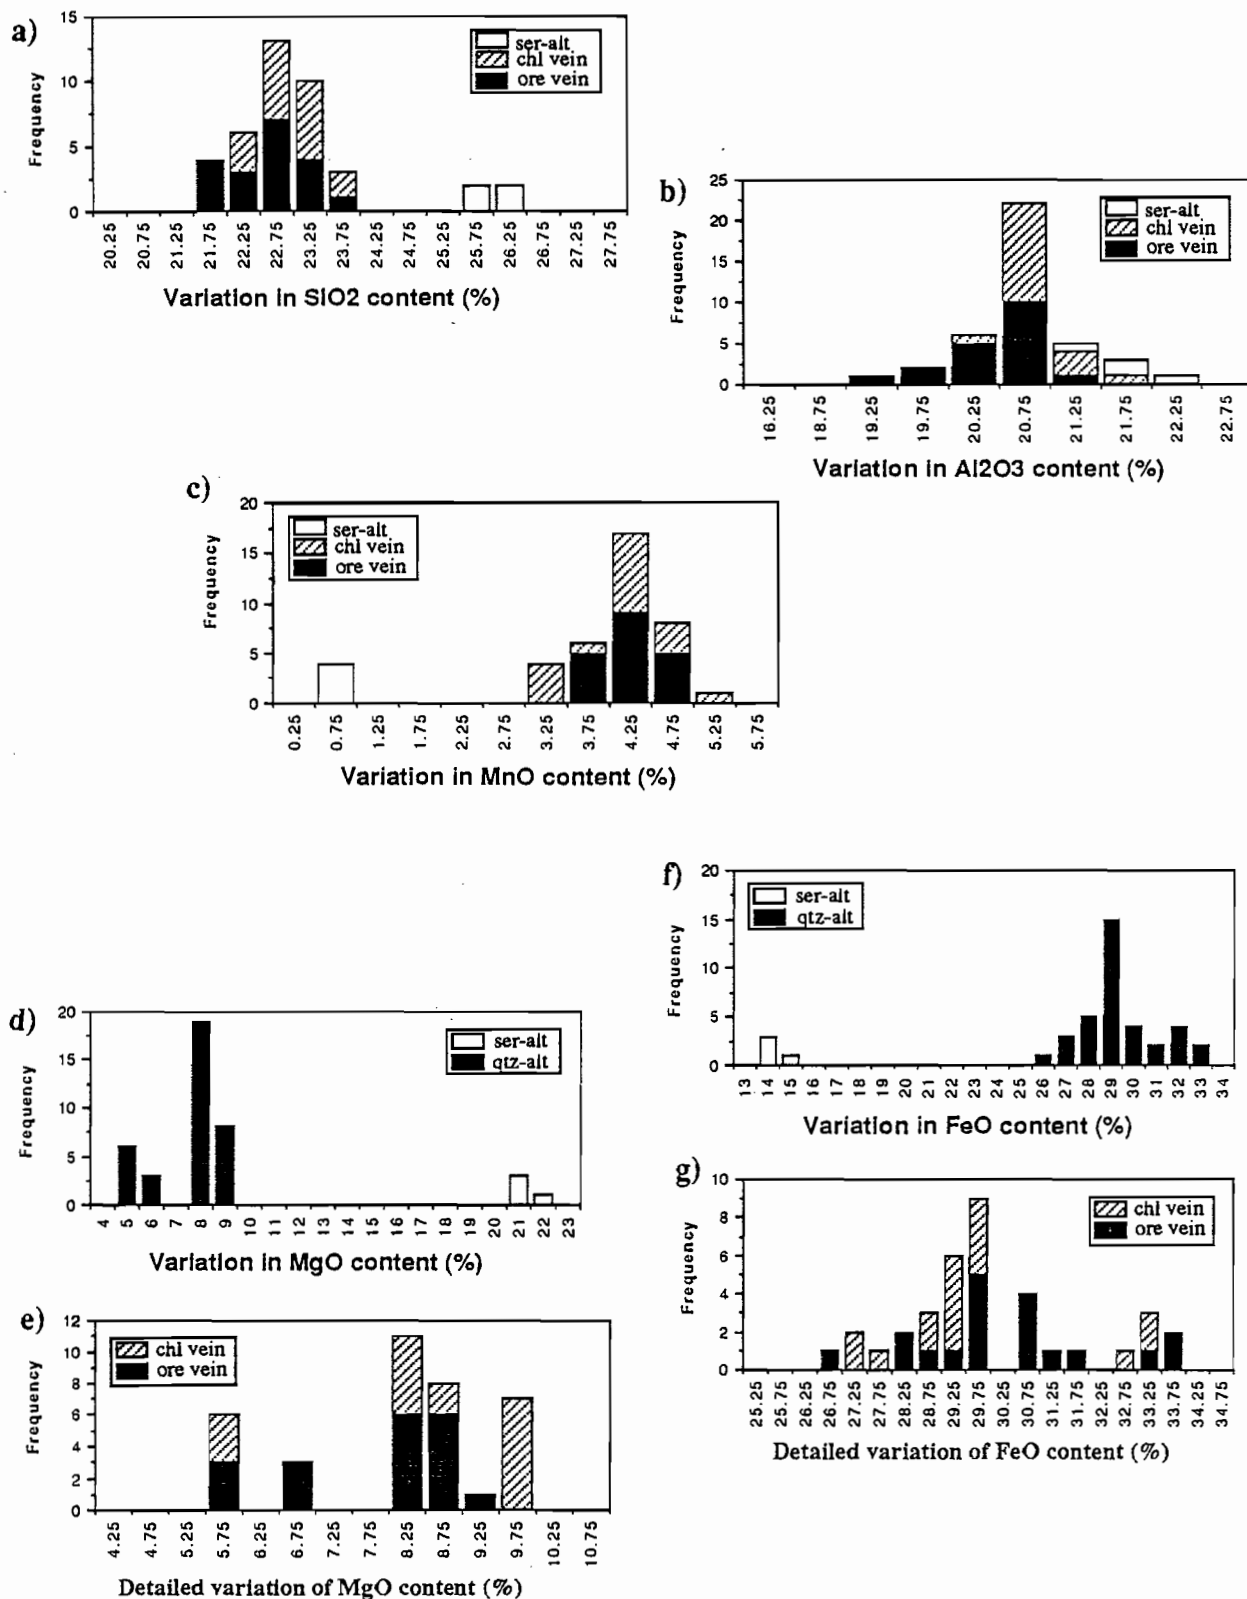 a)
15
10
5
0
Frequency
ser-alt
chl vein
ore vein
20.25 20.75 21.25 21.75 22.25 22.75 23.25 23.75 24.25 24.75 25.25 25.75 26.25 26.75 27.25 27.75
Variation in SIO2 content (%)
b)
25
20
15
10
5
0
Frequency
ser-alt
chl vein
ore vein
16.25 18.75 19.25 19.75 20.25 20.75 21.25 21.75 22.25 22.75
Variation in Al2O3 content (%)
c)
20
15
10
5
0
Frequency
ser-alt
chl vein
ore vein
0.25 0.75 1.25 1.75 2.25 2.75 3.25 3.75 4.25 4.75 5.25 5.75
Variation in MnO content (%)
d)
20
15
10
5
0
Frequency
ser-alt
qtz-alt
4 5 6 7 8 9 10 11 12 13 14 15 16 17 18 19 20 21 22 23
Variation in MgO content (%)
e)
12
10
8
6
4
2
0
Frequency
chl vein
ore vein
4.25 4.75 5.25 5.75 6.25 6.75 7.25 7.75 8.25 8.75 9.25 9.75 10.25 10.75
Detailed variation of MgO content (%)
f)
20
15
10
5
0
Frequency
ser-alt
qtz-alt
13 14 15 16 17 18 19 20 21 22 23 24 25 26 27 28 29 30 31 32 33 34
Variation in FeO content (%)
g)
10
8
6
4
2
0
Frequency
chl vein
ore vein
25.25 25.75 26.25 26.75 27.25 27.75 28.25 28.75 29.25 29.75 30.25 30.75 31.25 31.75 32.25 32.75 33.25 33.75 34.25 34.75
Detailed variation of FeO content (%)